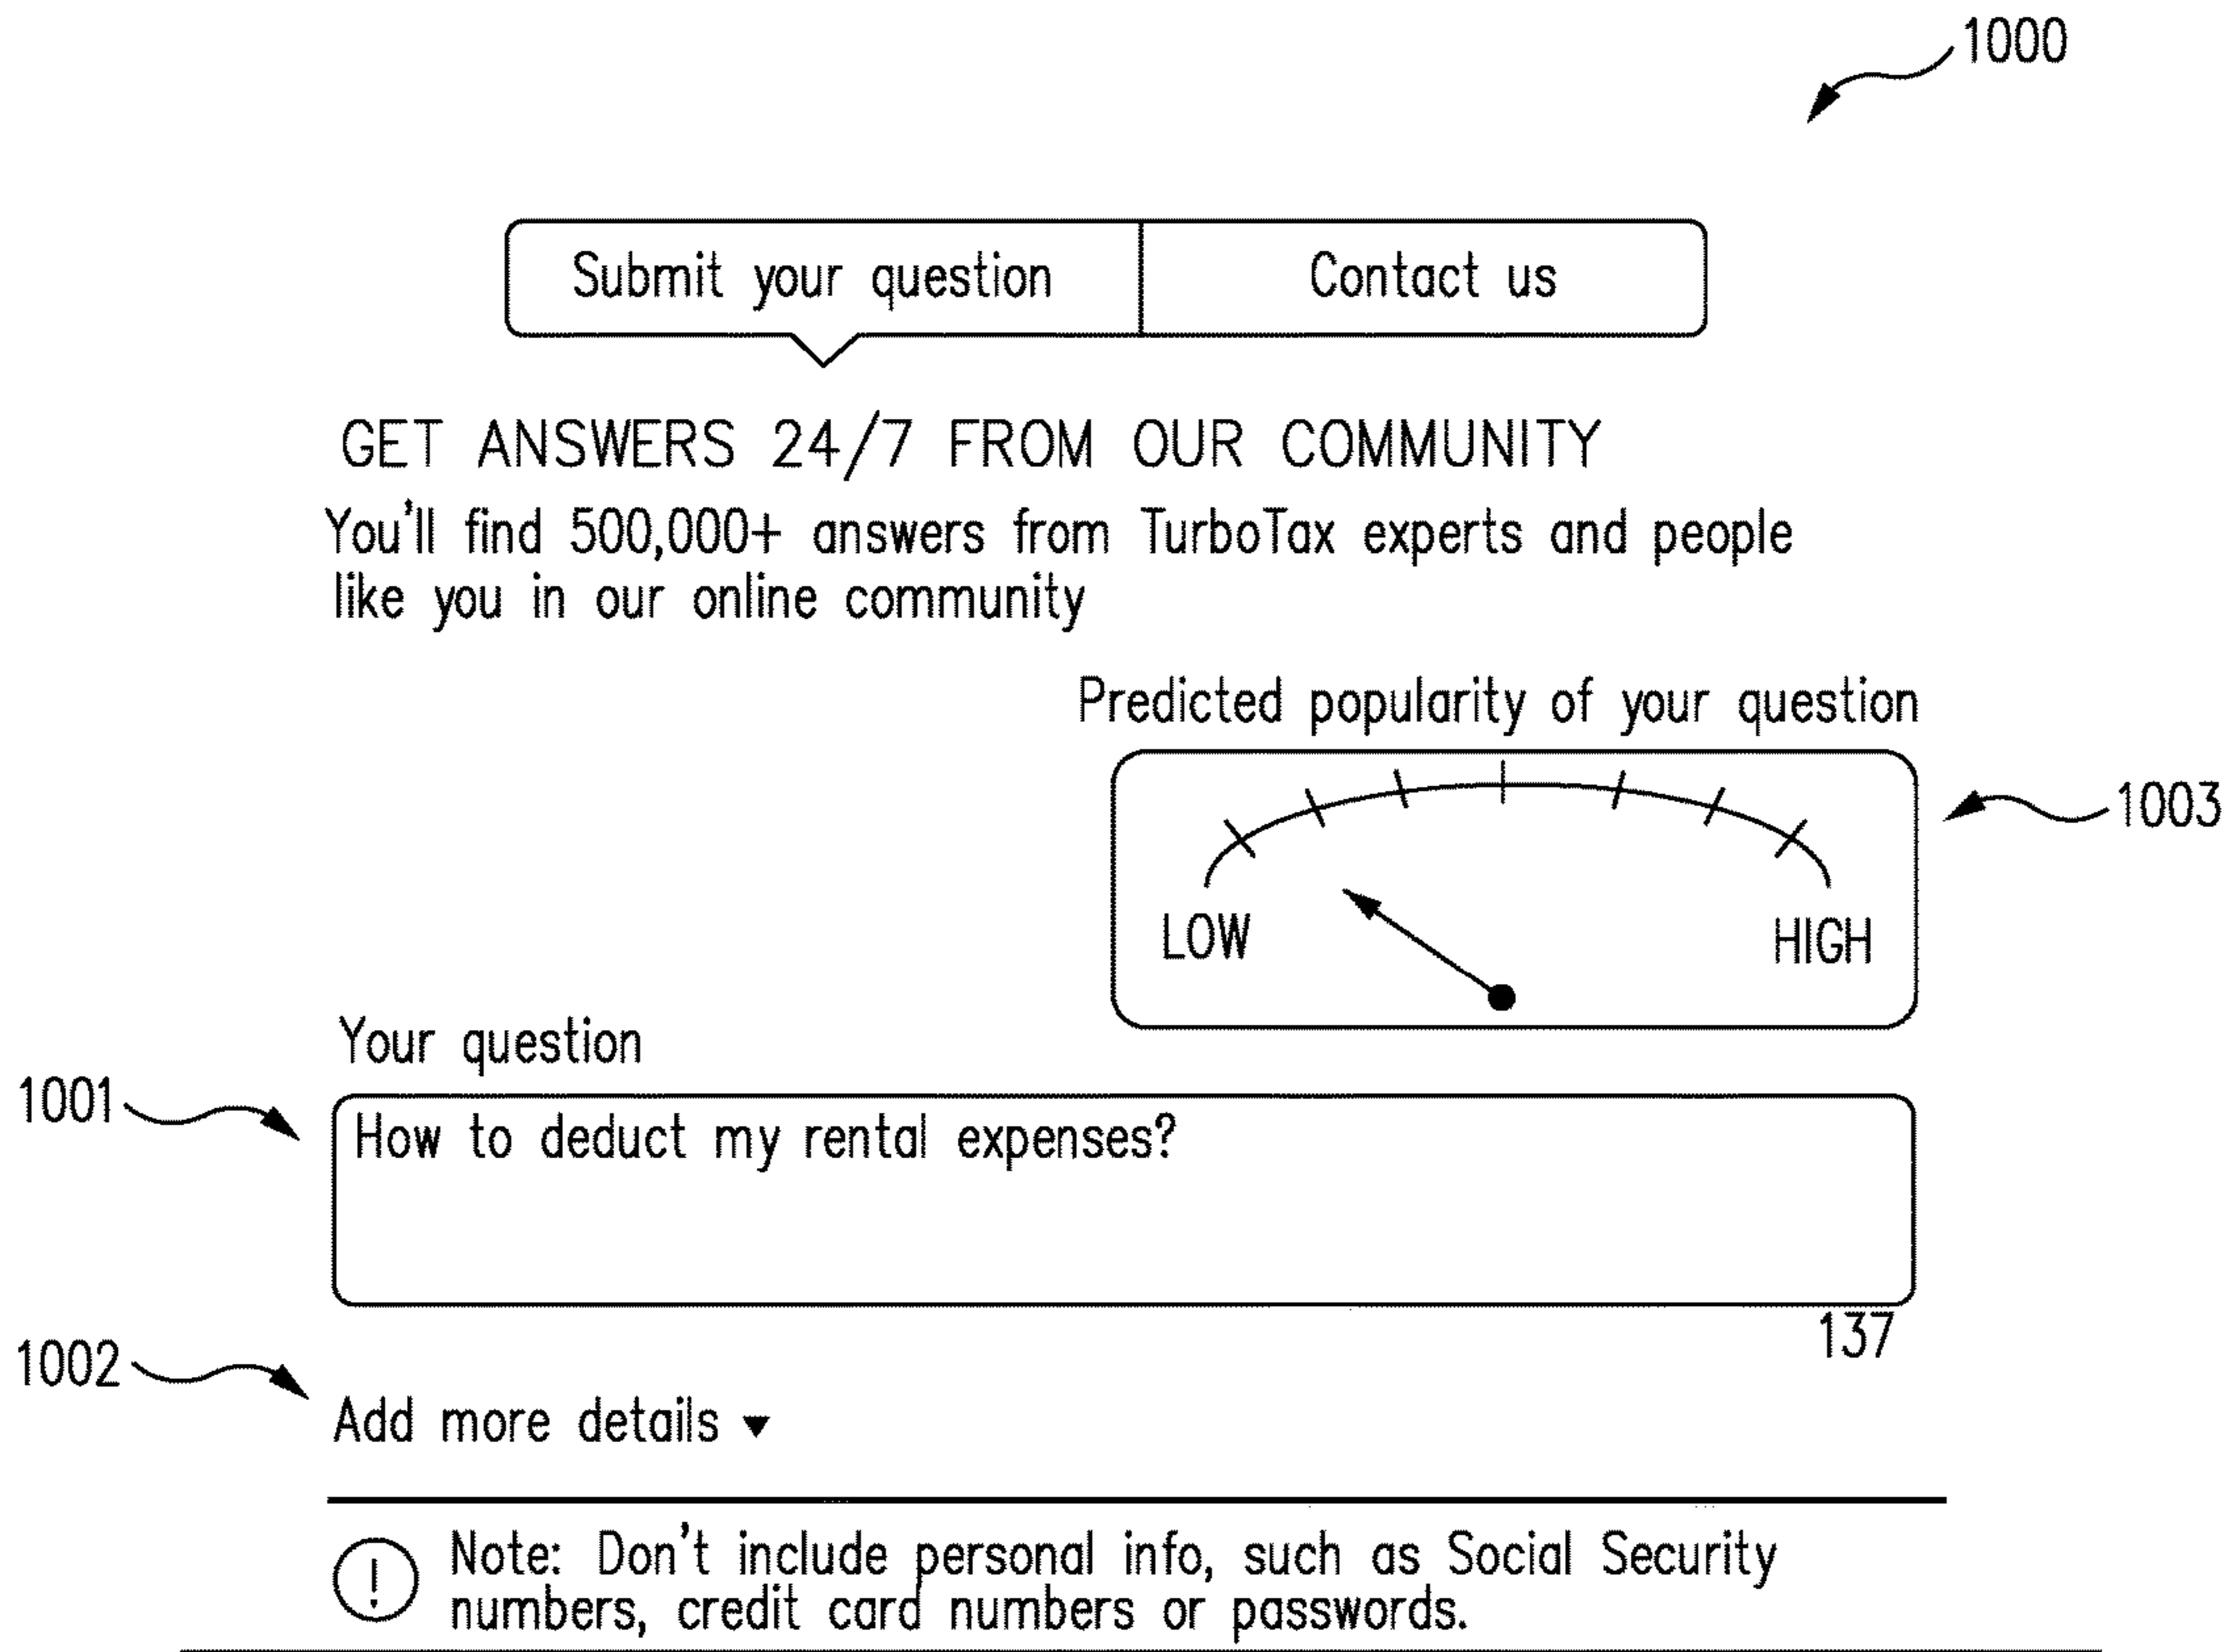 1000
Submit your question Contact us
GET ANSWERS 24/7 FROM OUR COMMUNITY
You'll find 500,000+ answers from TurboTax experts and people
like you in our online community
Predicted popularity of your question
1003
LOW HIGH
Your question
1001
How to deduct my rental expenses?
137
1002
Add more details ▼
! Note: Don't include personal info, such as Social Security
numbers, credit card numbers or passwords.